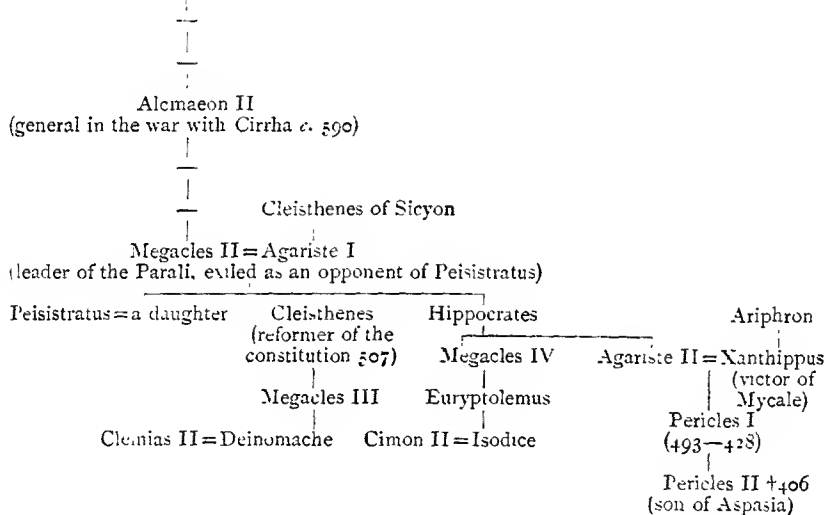 Alcmaeon II
(general in the war with Cirrha c. 590)
Cleisthenes of Sicyon
Megacles II = Agariste I
(leader of the Parali, exiled as an opponent of Peisistratus)
Peisistratus = a daughter Cleisthenes Hippocrates Ariphron
(reformer of the
constitution 507) Megacles IV Agariste II = Xanthippus
(victor of
Megacles III Euryptolemus Mycale)
Pericles I
Cleinias II = Deinomache Cimon II = Isodice (493—428)
Pericles II †406
(son of Aspasia)